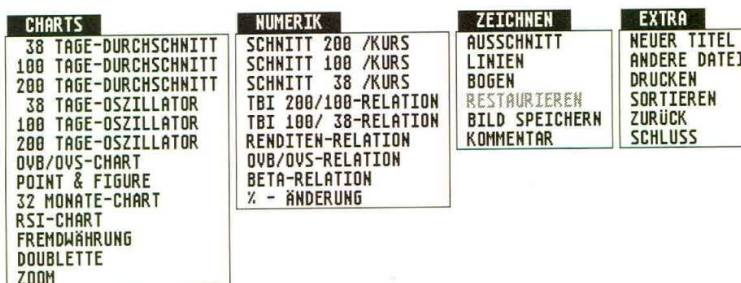 CHARTS
38 TAGE-DURCHSCHNITT
100 TAGE-DURCHSCHNITT
200 TAGE-DURCHSCHNITT
38 TAGE-OSZILLATOR
100 TAGE-OSZILLATOR
200 TAGE-OSZILLATOR
OVB/OVS-CHART
POINT & FIGURE
32 MONATE-CHART
RSI-CHART
FREMDWÄHRUNG
DOUBLETTE
ZOOM
NUMERIK
SCHNITT 200 /KURS
SCHNITT 100 /KURS
SCHNITT 38 /KURS
TBI 200/100-RELATION
TBI 100/ 38-RELATION
RENDITEN-RELATION
OVB/OVS-RELATION
BETA-RELATION
% - ÄNDERUNG
ZEICHNEN
AUSSCHNITT
LINIEN
BOGEN
RESTAURIEREN
BILD SPEICHERN
KOMMENTAR
EXTRA
NEUER TITEL
ANDERE DATEI
DRUCKEN
SORTIEREN
ZURÜCK
SCHLUSS